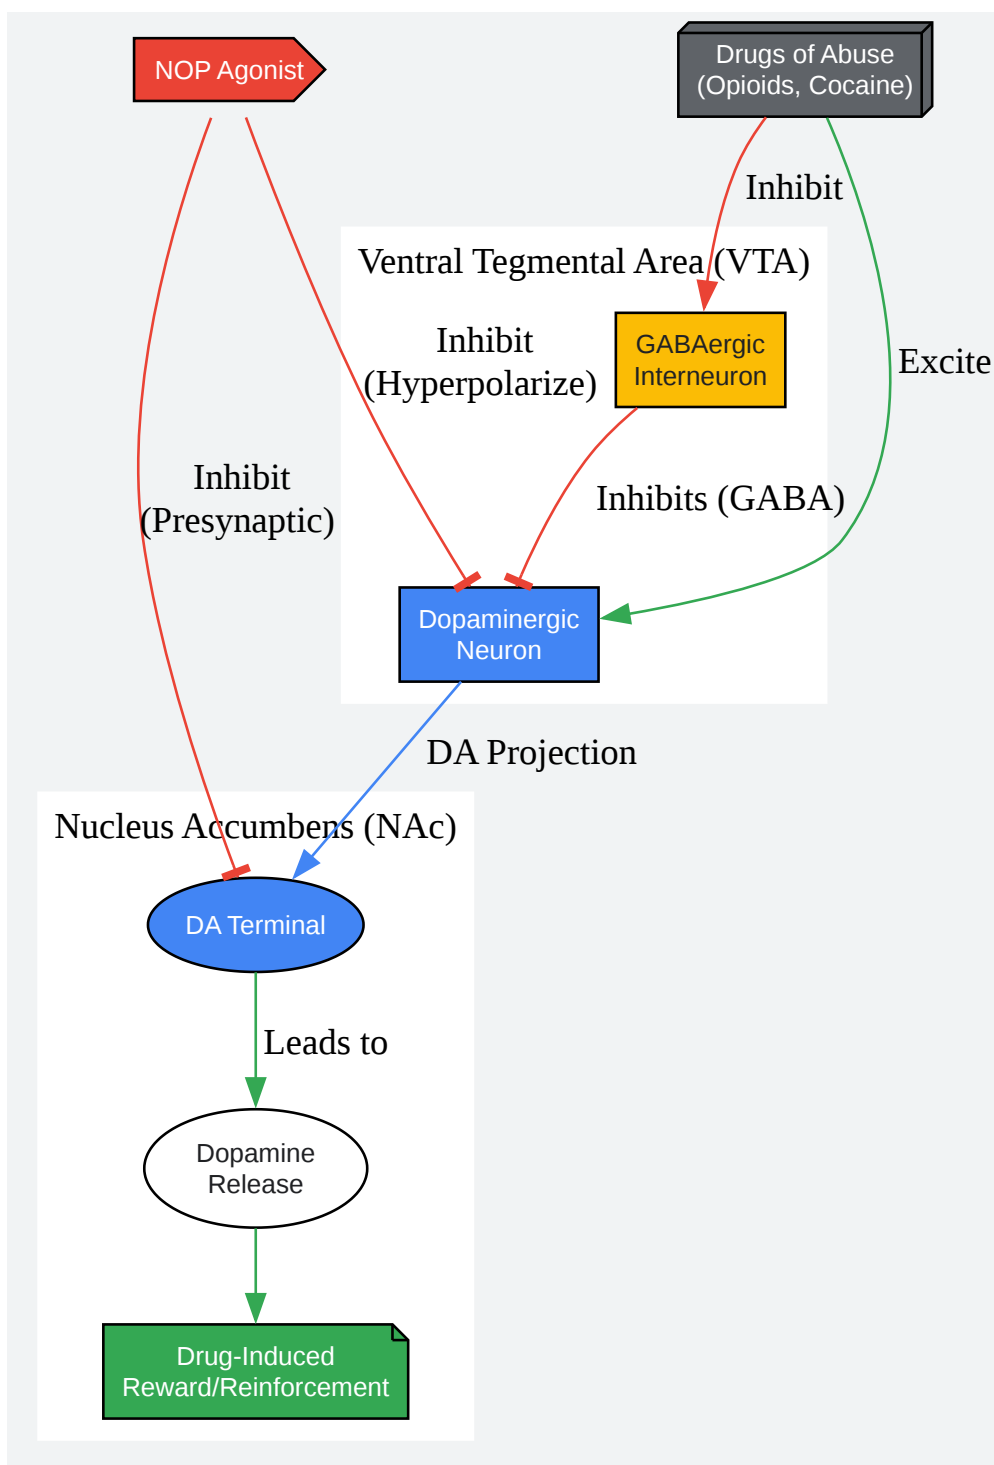 NOP Agonist
Drugs of Abuse
(Opioids, Cocaine)
Inhibit
Ventral Tegmental Area (VTA)
Inhibit
(Hyperpolarize)
GABAergic
Interneuron
Excite
Inhibit
(Presynaptic)
Inhibits (GABA)
Dopaminergic
Neuron
DA Projection
Nucleus Accumbens (NAc)
DA Terminal
Leads to
Dopamine
Release
Drug-Induced
Reward/Reinforcement